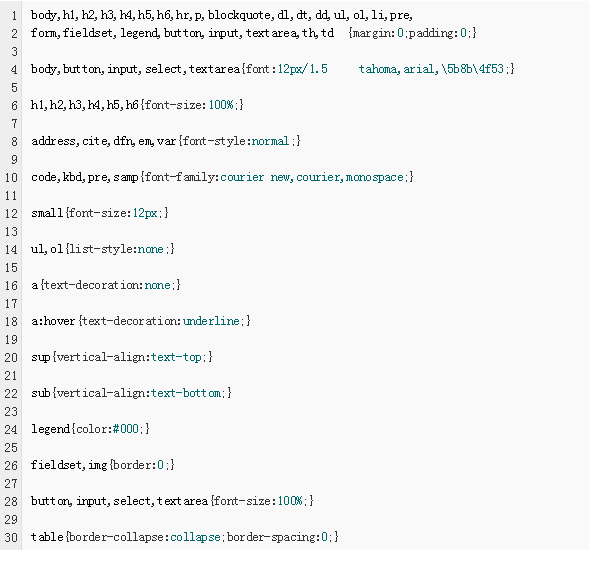 1 body,h1,h2,h3,h4,h5,h6,hr,p,blockquote,dl,dt,dd,ul,ol,li,pre,
2 form,fieldset,legend,button,input,textarea,th,td  {margin:0;padding:0;}
3
4 body,button,input,select,textarea{font:12px/1.5    tahoma,arial,\5b8b\4f53;}
5
6 h1,h2,h3,h4,h5,h6{font-size:100%;}
7
8 address,cite,dfn,em,var{font-style:normal;}
9
10 code,kbd,pre,samp{font-family:courier new,courier,monospace;}
11
12 small{font-size:12px;}
13
14 ul,ol{list-style:none;}
15
16 a{text-decoration:none;}
17
18 a:hover{text-decoration:underline;}
19
20 sup{vertical-align:text-top;}
21
22 sub{vertical-align:text-bottom;}
23
24 legend{color:#000;}
25
26 fieldset,img{border:0;}
27
28 button,input,select,textarea{font-size:100%;}
29
30 table{border-collapse:collapse;border-spacing:0;}